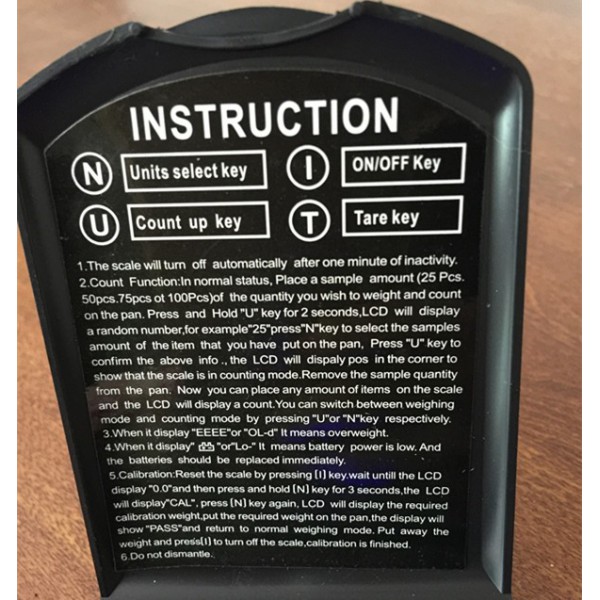 INSTRUCTION
N Units select key I ON/OFF Key
U Count up key T Tare key
1.The scale will turn off automatically after one minute of inactivity.
2.Count Function:In normal status, Place a sample amount (25 Pcs.
50pcs.75pcs ot 100Pcs)of the quantity you wish to weight and count
on the pan. Press and Hold "U" key for 2 seconds,LCD will display
a random number,for example"25"press"N"key to select the samples
amount of the item that you have put on the pan, Press "U" key to
confirm the above info ., the LCD will dispaly pos in the corner to
show that the scale is in counting mode.Remove the sample quantity
from the pan. Now you can place any amount of items on the scale
and the LCD will display a count.You can switch between weighing
mode and counting mode by pressing "U"or "N"key respectively.
3.When it display "EEEE"or "OL-d" It means overweight.
4.When it display" "or"Lo-" It means battery power is low. And
the batteries should be replaced immediately.
5.Calibration:Reset the scale by pressing [I] key.wait untill the LCD
display "0.0"and then press and hold [N] key for 3 seconds,the LCD
will display"CAL", press [N] key again, LCD will display the required
calibration weight,put the required weight on the pan,the display will
show "PASS"and return to normal weighing mode. Put away the
weight and press[I] to turn off the scale,calibration is finished.
6.Do not dismantle.